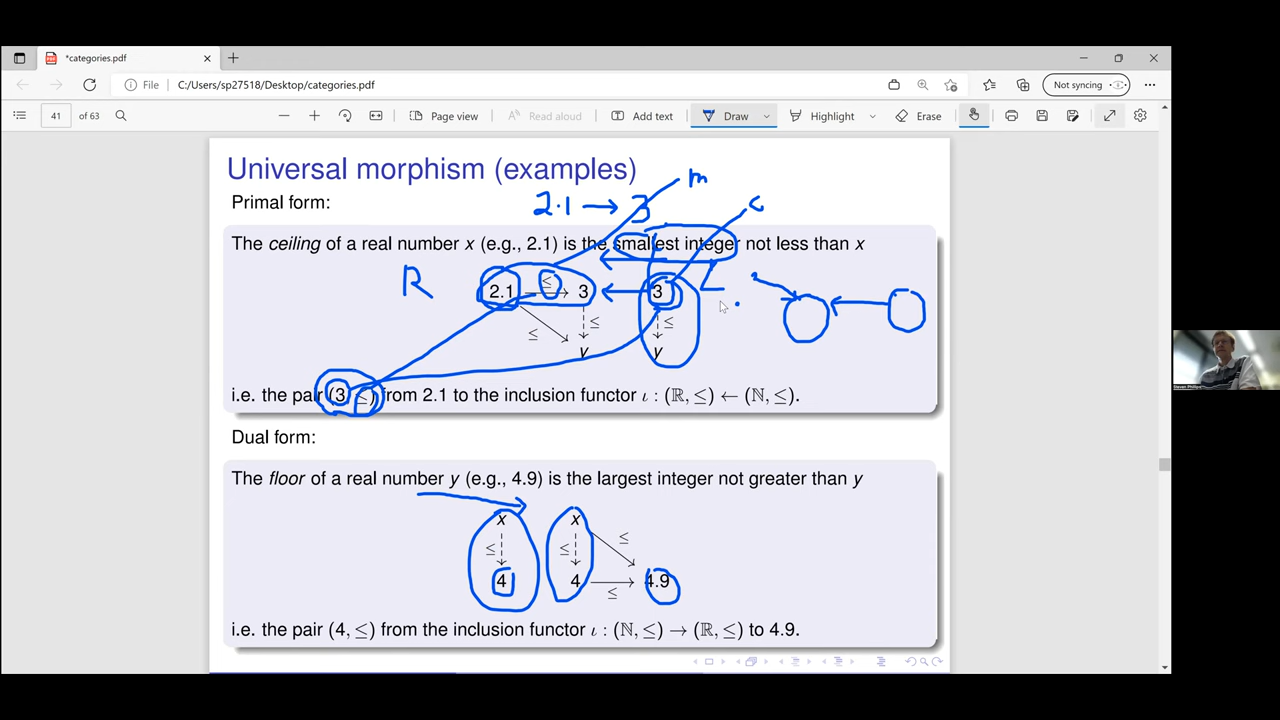 *categories.pdf
File C:/Users/sp27518/Desktop/categories.pdf Not syncing
41 of 63 Page view Read aloud Add text Draw Highlight Erase
Universal morphism (examples)
Primal form:
2.1 → 3
m
c
The ceiling of a real number x (e.g., 2.1) is the smallest integer not less than x
R
2.1 ≤ 3 3
≤ ≤ ≤
y y
i.e. the pair (3, ≤) from 2.1 to the inclusion functor ι : (ℝ, ≤) ← (ℕ, ≤).
Dual form:
The floor of a real number y (e.g., 4.9) is the largest integer not greater than y
x x
≤ ≤ ≤
4 4 4.9
≤
i.e. the pair (4, ≤) from the inclusion functor ι : (ℕ, ≤) → (ℝ, ≤) to 4.9.